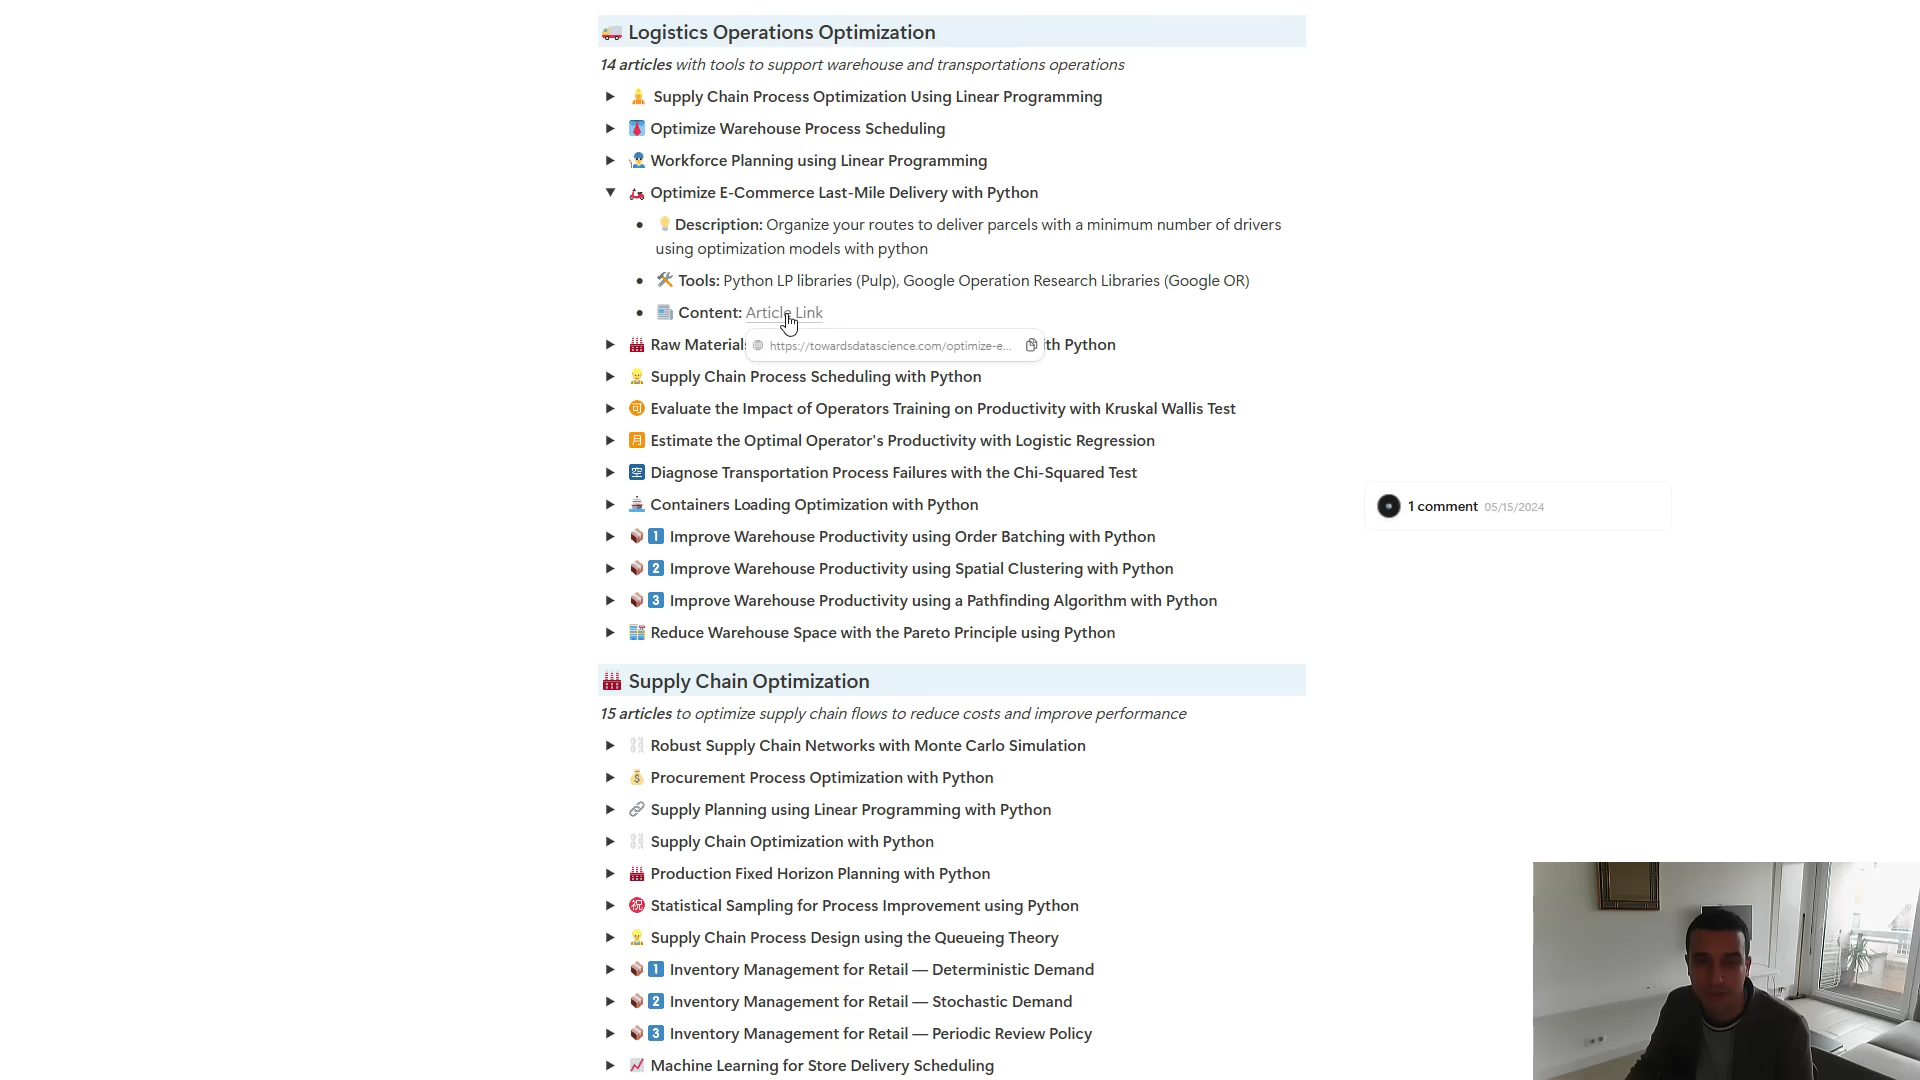 Logistics Operations Optimization
14 articles with tools to support warehouse and transportations operations
Supply Chain Process Optimization Using Linear Programming
Optimize Warehouse Process Scheduling
Workforce Planning using Linear Programming
Optimize E-Commerce Last-Mile Delivery with Python
Description: Organize your routes to deliver parcels with a minimum number of drivers
using optimization models with python
Tools: Python LP libraries (Pulp), Google Operation Research Libraries (Google OR)
Content: Article Link
https://towardsdatascience.com/optimize-e...
Raw Materials th Python
Supply Chain Process Scheduling with Python
🉑 Evaluate the Impact of Operators Training on Productivity with Kruskal Wallis Test
🈷 Estimate the Optimal Operator's Productivity with Logistic Regression
🈳 Diagnose Transportation Process Failures with the Chi-Squared Test
Containers Loading Optimization with Python
1 Improve Warehouse Productivity using Order Batching with Python
2 Improve Warehouse Productivity using Spatial Clustering with Python
3 Improve Warehouse Productivity using a Pathfinding Algorithm with Python
Reduce Warehouse Space with the Pareto Principle using Python
1 comment 05/15/2024
Supply Chain Optimization
15 articles to optimize supply chain flows to reduce costs and improve performance
Robust Supply Chain Networks with Monte Carlo Simulation
Procurement Process Optimization with Python
Supply Planning using Linear Programming with Python
Supply Chain Optimization with Python
Production Fixed Horizon Planning with Python
㊗ Statistical Sampling for Process Improvement using Python
Supply Chain Process Design using the Queueing Theory
1 Inventory Management for Retail — Deterministic Demand
2 Inventory Management for Retail — Stochastic Demand
3 Inventory Management for Retail — Periodic Review Policy
Machine Learning for Store Delivery Scheduling